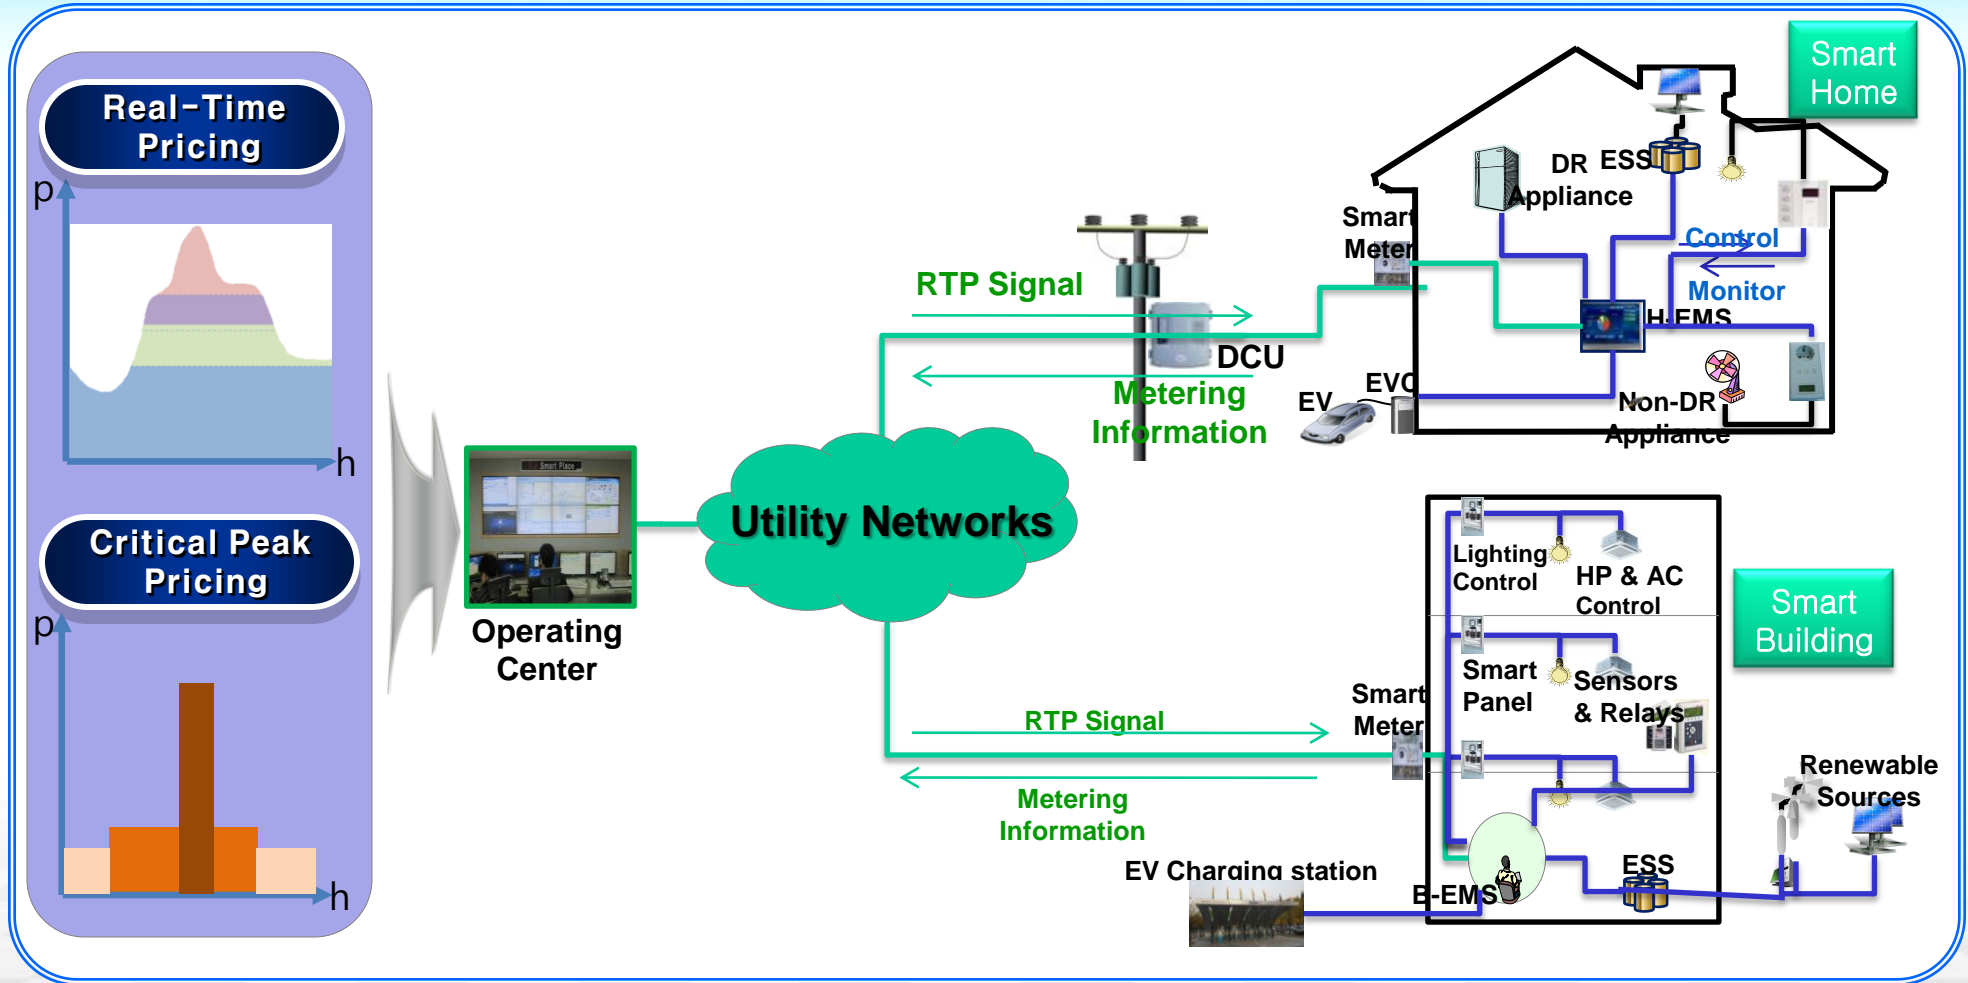 Real-Time
Pricing
p
h
Critical Peak
Pricing
p
h
Smart Place
Operating
Center
Utility Networks
RTP Signal
DCU
Metering
Information
Smart
Home
Smart
Meter
DR
Appliance
ESS
Control
Monitor
H-EMS
EV
EVC
Non-DR
Appliance
RTP Signal
Metering
Information
Smart
Meter
Smart
Building
Lighting
Control
HP & AC
Control
Smart
Panel
Sensors
& Relays
Renewable
Sources
ESS
B-EMS
EV Charging station